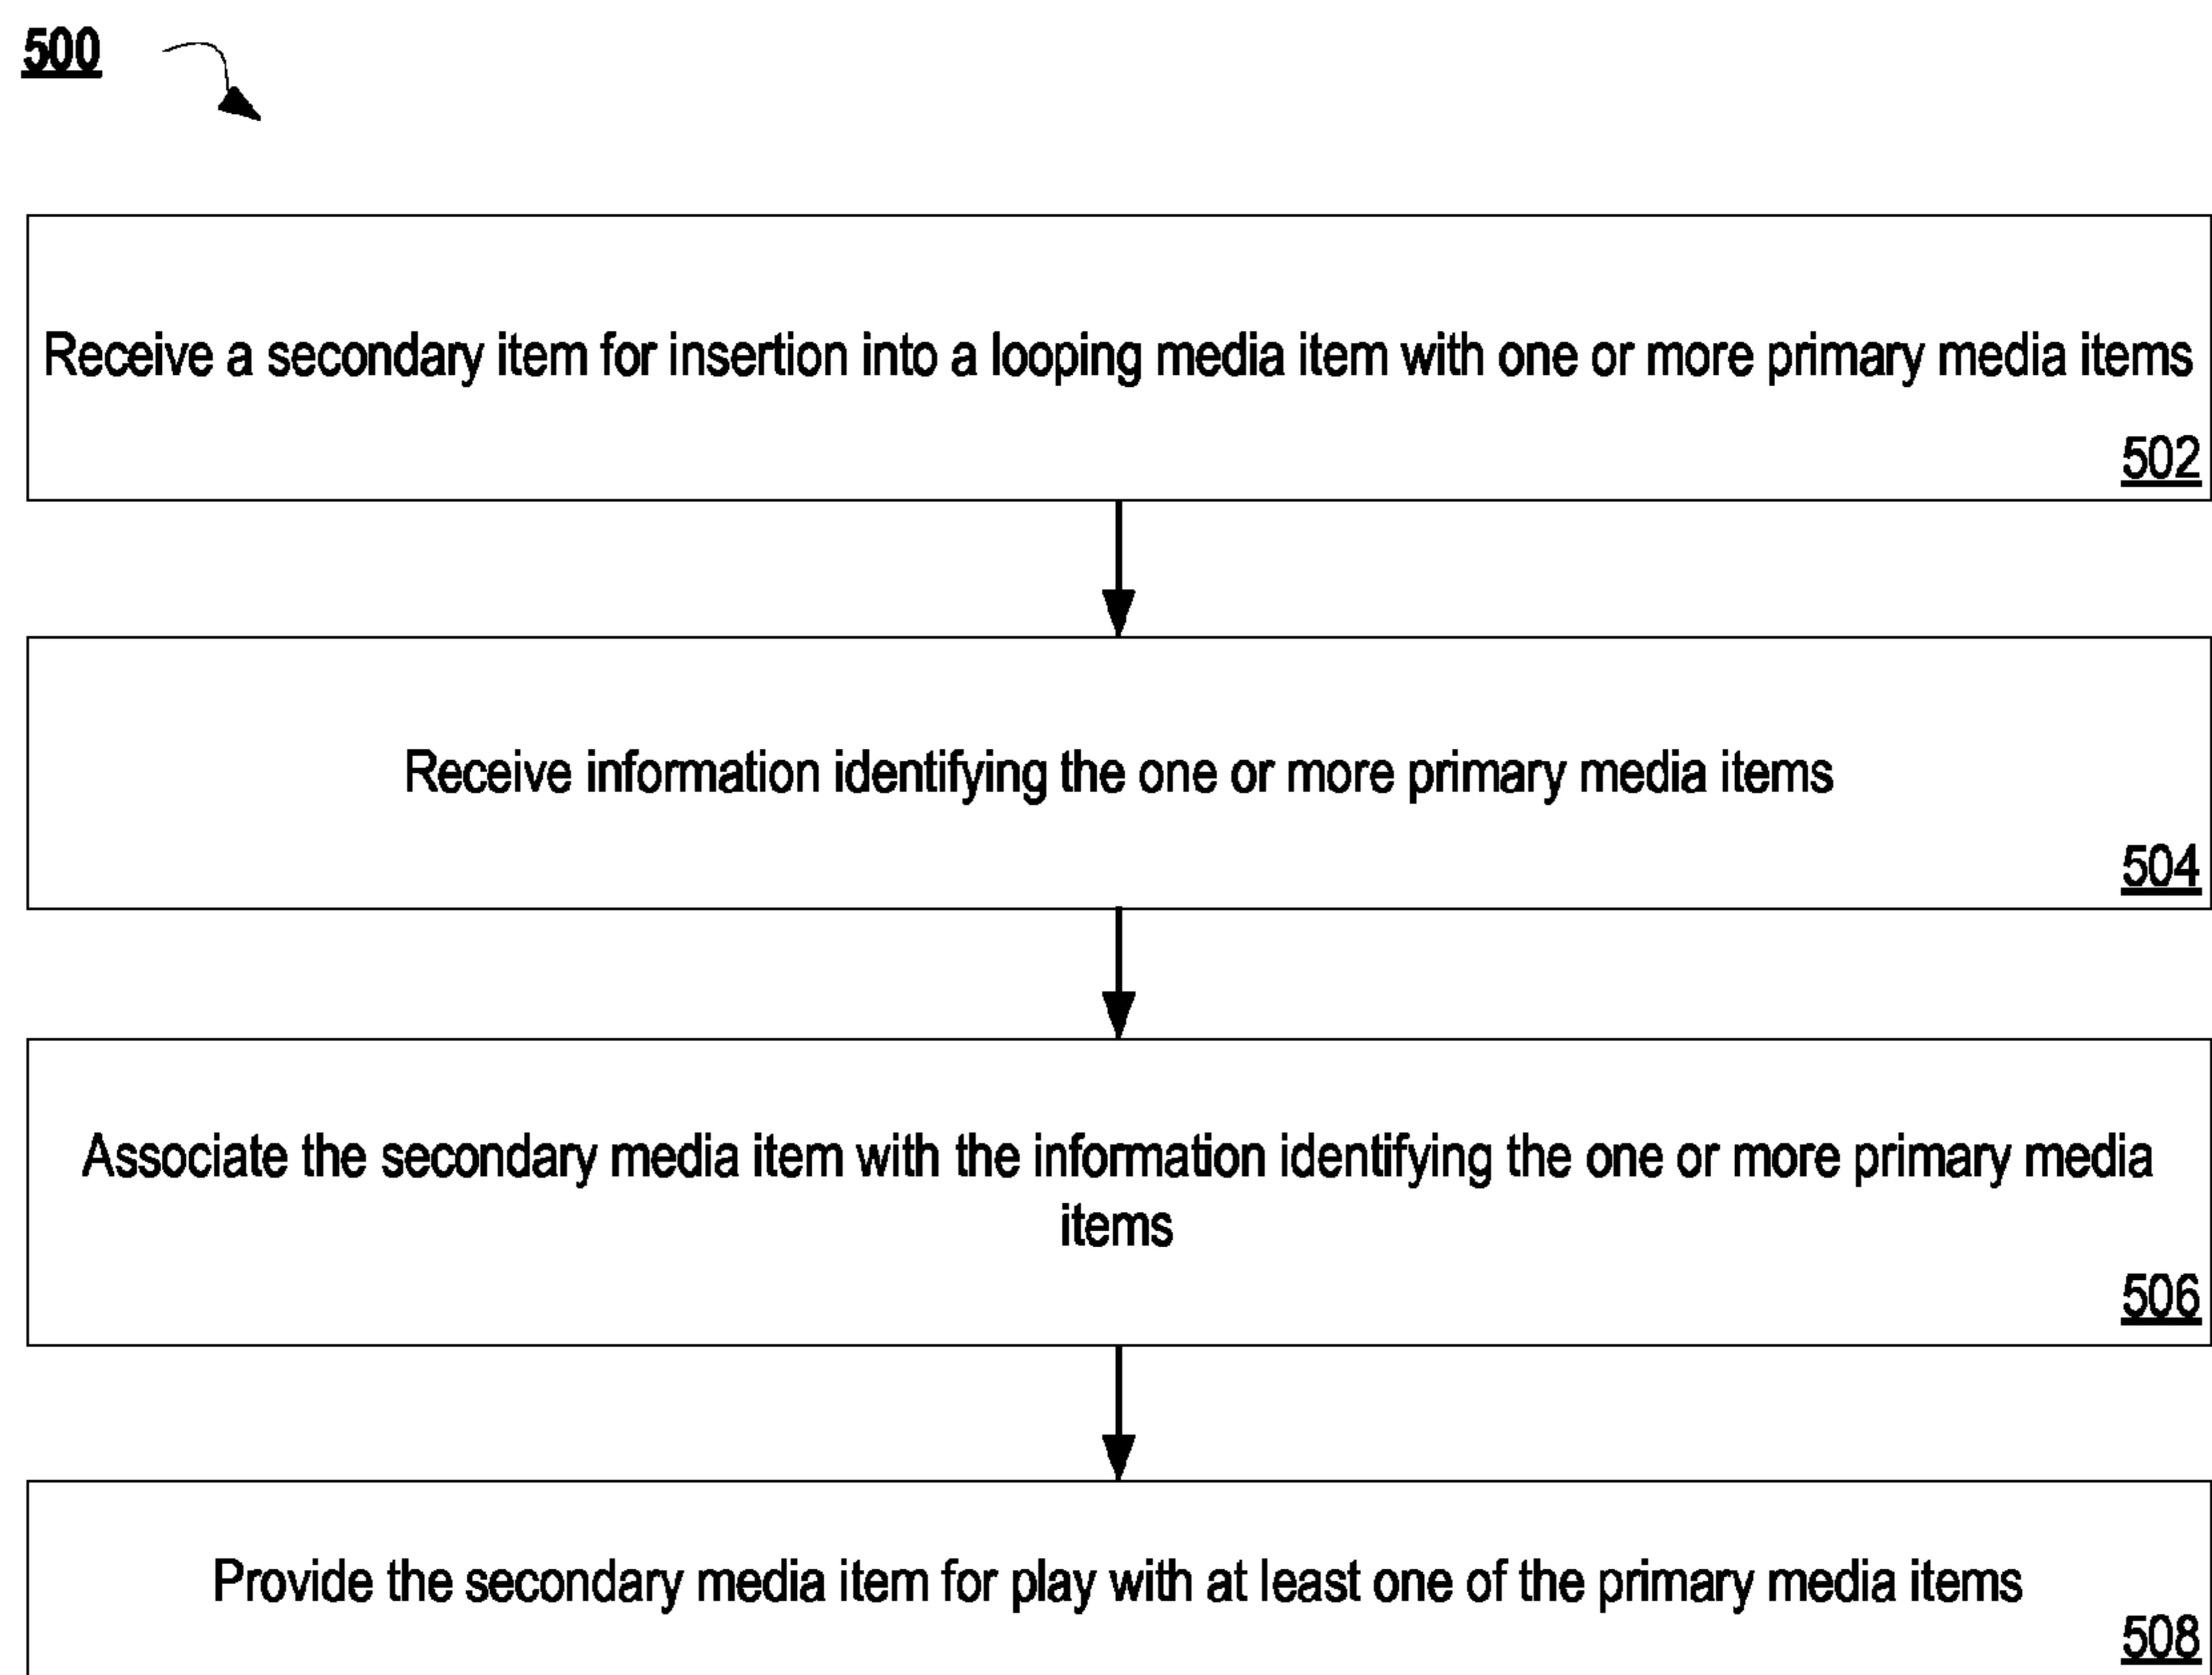 500
Receive a secondary item for insertion into a looping media item with one or more primary media items
502
Receive information identifying the one or more primary media items
504
Associate the secondary media item with the information identifying the one or more primary media
items
506
Provide the secondary media item for play with at least one of the primary media items
508